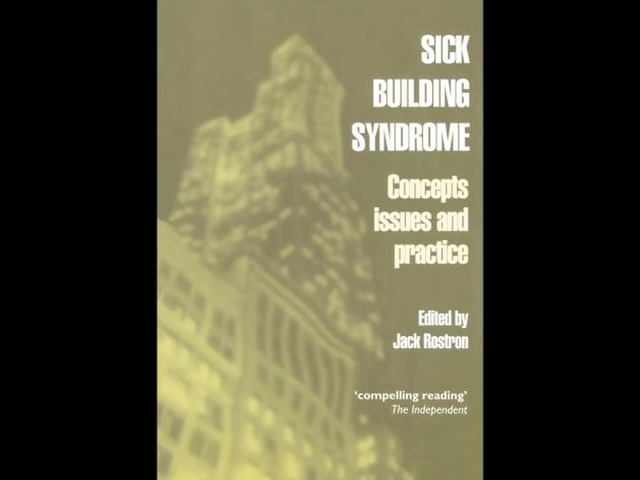 SICK
BUILDING
SYNDROME
Concepts
issues and
practice
Edited by
Jack Rostron
‘compelling reading’
The Independent